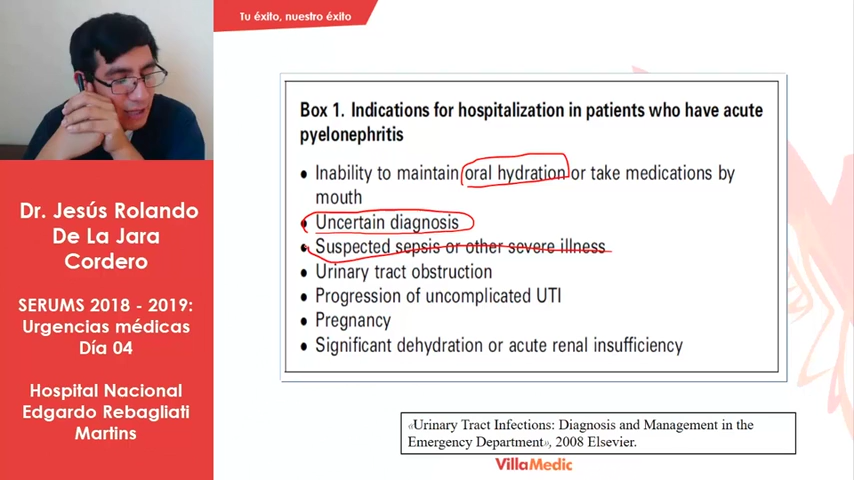 Tu éxito, nuestro éxito
Box 1. Indications for hospitalization in patients who have acute
pyelonephritis
• Inability to maintain oral hydration or take medications by
mouth
• Uncertain diagnosis
• Suspected sepsis or other severe illness
• Urinary tract obstruction
• Progression of uncomplicated UTI
• Pregnancy
• Significant dehydration or acute renal insufficiency
Dr. Jesús Rolando
De La Jara
Cordero
SERUMS 2018 - 2019:
Urgencias médicas
Día 04
Hospital Nacional
Edgardo Rebagliati
Martins
«Urinary Tract Infections: Diagnosis and Management in the
Emergency Department», 2008 Elsevier.
VillaMedic